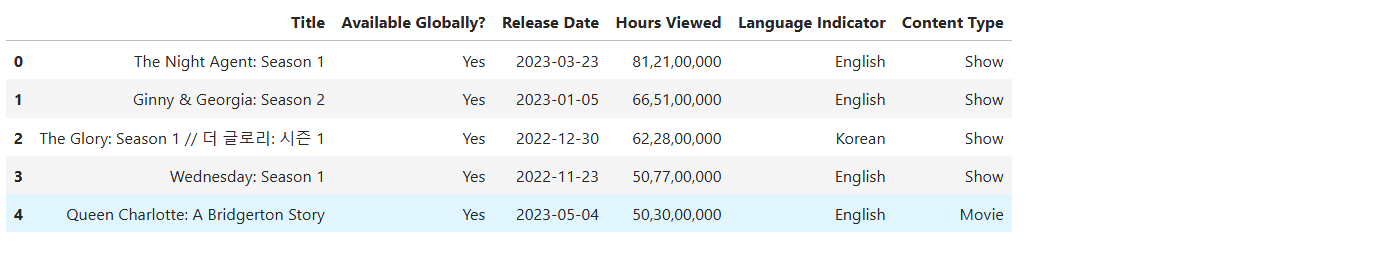 Title Available Globally? Release Date Hours Viewed Language Indicator Content Type
0 The Night Agent: Season 1 Yes 2023-03-23 81,21,00,000 English Show
1 Ginny & Georgia: Season 2 Yes 2023-01-05 66,51,00,000 English Show
2 The Glory: Season 1 // 더 글로리: 시즌 1 Yes 2022-12-30 62,28,00,000 Korean Show
3 Wednesday: Season 1 Yes 2022-11-23 50,77,00,000 English Show
4 Queen Charlotte: A Bridgerton Story Yes 2023-05-04 50,30,00,000 English Movie